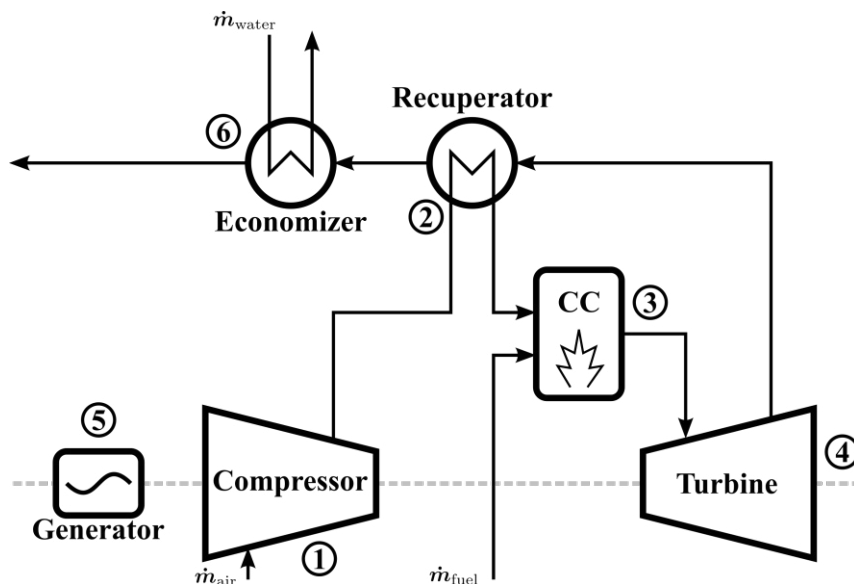 ṁwater
Recuperator
⑥
Economizer
②
CC
③
⑤
Compressor
Turbine
④
Generator
①
ṁair
ṁfuel